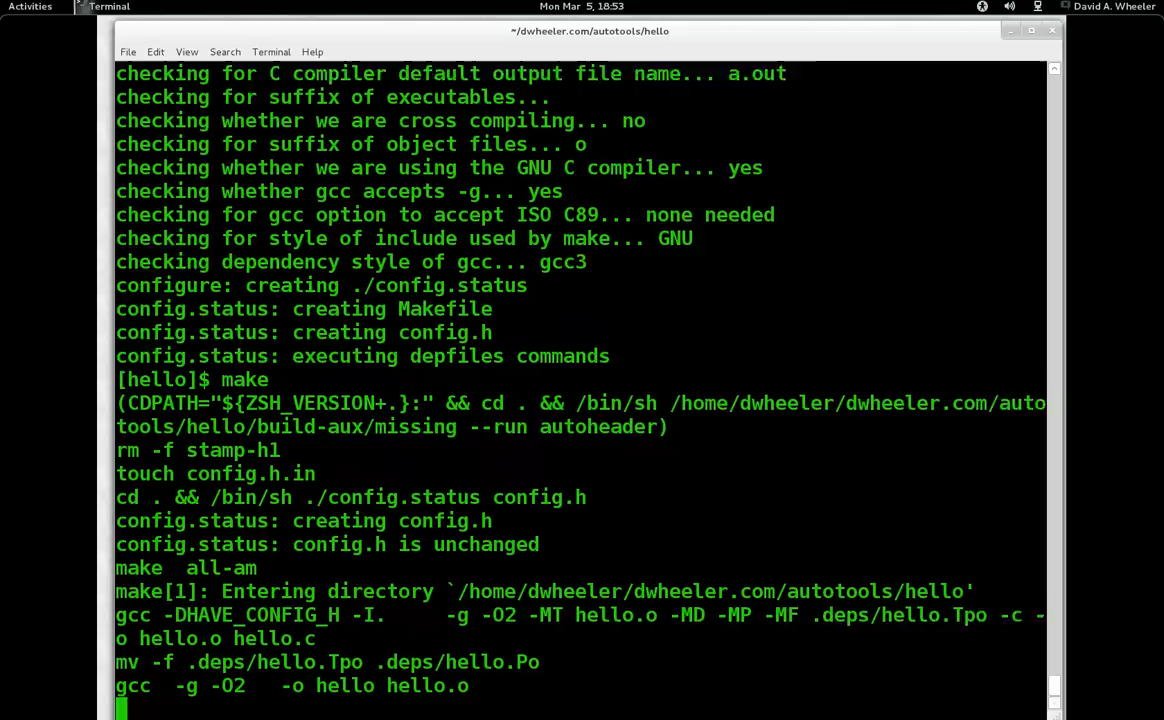 Activities Terminal Mon Mar 5, 18:53 David A. Wheeler
~/dwheeler.com/autotools/hello
File Edit View Search Terminal Help
checking for C compiler default output file name... a.out
checking for suffix of executables...
checking whether we are cross compiling... no
checking for suffix of object files... o
checking whether we are using the GNU C compiler... yes
checking whether gcc accepts -g... yes
checking for gcc option to accept ISO C89... none needed
checking for style of include used by make... GNU
checking dependency style of gcc... gcc3
configure: creating ./config.status
config.status: creating Makefile
config.status: creating config.h
config.status: executing depfiles commands
[hello]$ make
(CDPATH="${ZSH_VERSION+.}:" && cd . && /bin/sh /home/dwheeler/dwheeler.com/auto
tools/hello/build-aux/missing --run autoheader)
rm -f stamp-h1
touch config.h.in
cd . && /bin/sh ./config.status config.h
config.status: creating config.h
config.status: config.h is unchanged
make  all-am
make[1]: Entering directory `/home/dwheeler/dwheeler.com/autotools/hello'
gcc -DHAVE_CONFIG_H -I.     -g -O2 -MT hello.o -MD -MP -MF .deps/hello.Tpo -c -
o hello.o hello.c
mv -f .deps/hello.Tpo .deps/hello.Po
gcc  -g -O2   -o hello hello.o